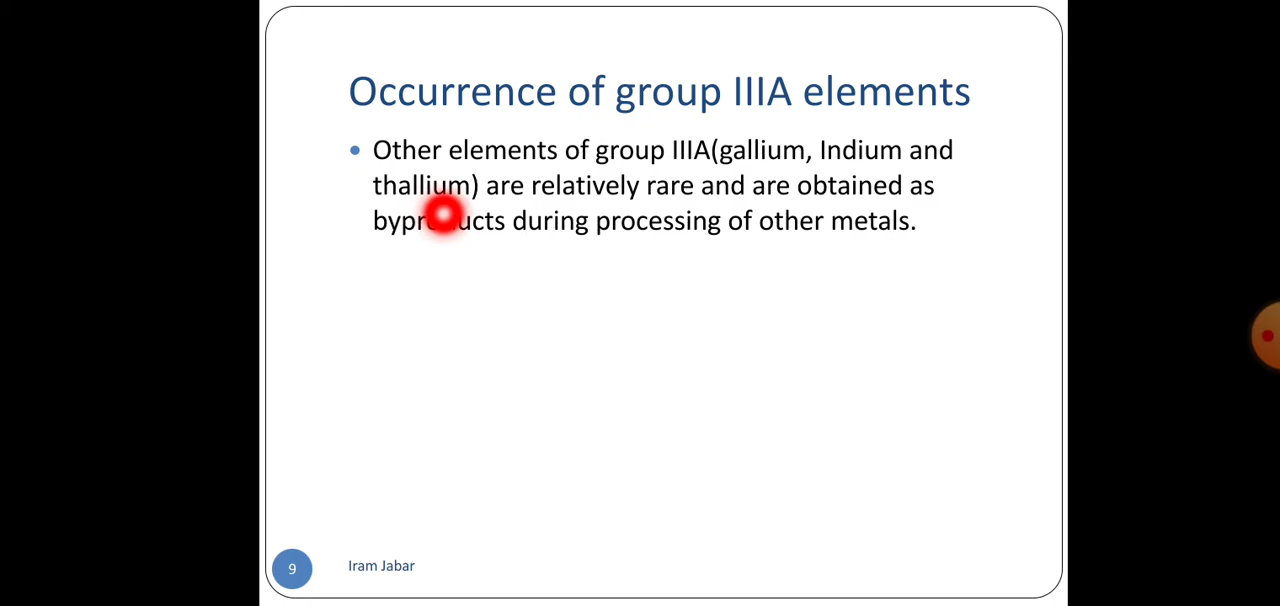 Occurrence of group IIIA elements
• Other elements of group IIIA(gallium, Indium and
thallium) are relatively rare and are obtained as
byproducts during processing of other metals.
9
Iram Jabar